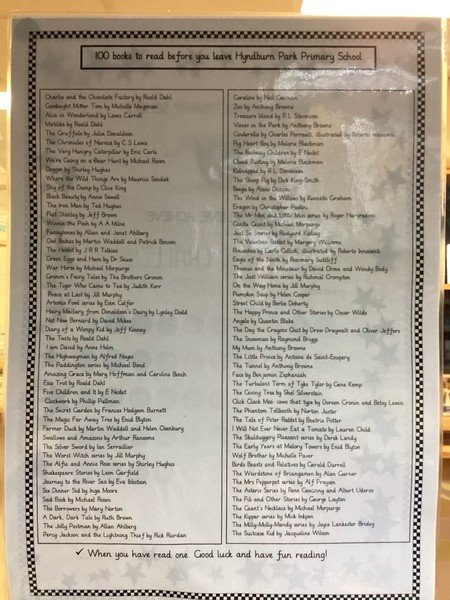 100 books to read before you leave Hyndburn Park Primary School
Charlie and the Chocolate Factory by Roald Dahl
Goodnight Mister Tom by Michelle Magorian
Alice in Wonderland by Lewis Carroll
Matilda by Roald Dahl
The Gruffalo by Julia Donaldson
The Chronicles of Narnia by C S Lewis
The Very Hungry Caterpillar by Eric Carle
We're Going on a Bear Hunt by Michael Rosen
Dogger by Shirley Hughes
Where the Wild Things Are by Maurice Sendak
Stig of the Dump by Clive King
Black Beauty by Anna Sewell
The Iron Man by Ted Hughes
Flat Stanley by Jeff Brown
Winnie the Pooh by A A Milne
Funnybones by Allan and Janet Ahlberg
Owl Babies by Martin Waddell and Patrick Benson
The Hobbit by J R R Tolkien
Green Eggs and Ham by Dr Seuss
War Horse by Michael Morpurgo
Grimm's Fairy Tales by The Brothers Grimm
The Tiger Who Came to Tea by Judith Kerr
Peace at Last by Jill Murphy
Artemis Fowl series by Eoin Colfer
Hairy Maclary from Donaldson's Dairy by Lynley Dodd
Not Now Bernard by David Mckee
Diary of a Wimpy Kid by Jeff Kinney
The Twits by Roald Dahl
I am David by Anne Holm
The Highwayman by Alfred Noyes
The Paddington series by Michael Bond
Amazing Grace by Mary Hoffman and Caroline Binch
Esio Trot by Roald Dahl
Five Children and It by E Nesbit
Clockwork by Phillip Pullman
The Secret Garden by Frances Hodgson Burnett
The Magic Far Away Tree by Enid Blyton
Farmer Duck by Martin Waddell and Helen Oxenbury
Swallows and Amazons by Arthur Ransome
The Silver Sword by Ian Serraillier
The Worst Witch series by Jill Murphy
The Alfie and Annie Rose series by Shirley Hughes
Shakespeare Stories by Leon Garfield
Journey to the River Sea by Eva Ibbotson
Six Dinner Sid by Inga Moore
Sad Book by Michael Rosen
The Borrowers by Mary Norton
A Dark, Dark Tale by Ruth Brown
The Jolly Postman by Allan Ahlberg
Percy Jackson and the Lightning Thief by Rick Riordan
Coraline by Neil Gaiman
Zoo by Anthony Browne
Treasure Island by R L Stevenson
Voices in the Park by Anthony Browne
Cinderella by Charles Perrault, illustrated by Roberto Innocenti
Pig Heart Boy by Malorie Blackman
The Railway Children by E Nesbit
Cloud Busting by Malorie Blackman
Kidnapped by R L Stevenson
The Sheep Pig by Dick King-Smith
Beegu by Alexis Deacon
The Wind in the Willows by Kenneth Graham
Eragon by Christopher Paolini
The Mr Men and Little Miss series by Roger Hargreaves
Gentle Giant by Michael Morpurgo
Just So Stories by Rudyard Kipling
The Velveteen Rabbit by Margery Williams
Pinocchio by Carlo Collodi, illustrated by Roberto Innocenti
Eagle of the Ninth by Rosemary Sutcliff
Theseus and the Minotaur by David Orme and Wendy Body
The Just William series by Richmal Crompton
On the Way Home by Jill Murphy
Pumpkin Soup by Helen Cooper
Street Child by Berlie Doherty
The Happy Prince and Other Stories by Oscar Wilde
Angelo by Quentin Blake
The Day the Crayons Quit by Drew Draywalt and Oliver Jeffers
The Snowman by Raymond Briggs
My Mum by Anthony Browne
The Little Prince by Antoine de Saint-Exupery
The Tunnel by Anthony Browne
Face by Benjamin Zephaniah
The Turbulent Term of Tyke Tyler by Gene Kemp
The Giving Tree by Shel Silverstein
Click Clack Moo: cows that type by Doreen Cronin and Betsy Lewin
The Phantom Tollbooth by Norton Juster
The Tale of Peter Rabbit by Beatrix Potter
I Will Not Ever Never Eat a Tomato by Lauren Child
The Skulduggery Pleasant series by Derek Landy
The Early Years at Malory Towers by Enid Blyton
Wolf Brother by Michelle Paver
Birds Beasts and Relatives by Gerald Durrell
The Weirdstone of Brisingamen by Alan Garner
The Mrs Pepperpot series by Alf Proysen
The Asterix Series by Rene Goscinny and Albert Uderzo
The Fib and Other Stories by George Layton
The Giant's Necklace by Michael Morpurgo
The Kipper series by Mick Inkpen
The Milly-Molly-Mandy series by Joyce Lankester Brisley
The Suitcase Kid by Jacqueline Wilson
✓ When you have read one. Good luck and have fun reading!